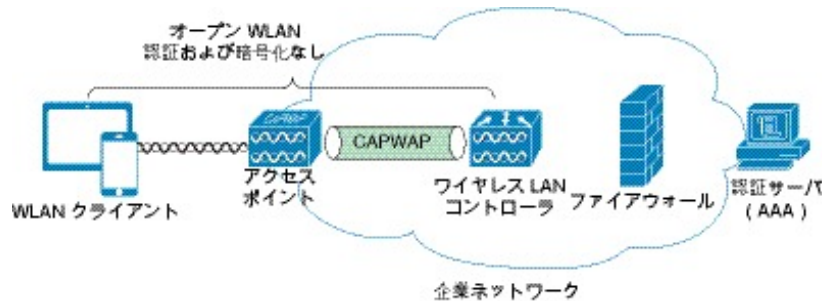 オープン WLAN
認証および暗号化なし
CAPWAP
CAPWAP
アクセス
ポイント
ワイヤレス LAN
コントローラ
ファイアウォール
認証サーバ
( AAA )
WLAN クライアント
企業ネットワーク